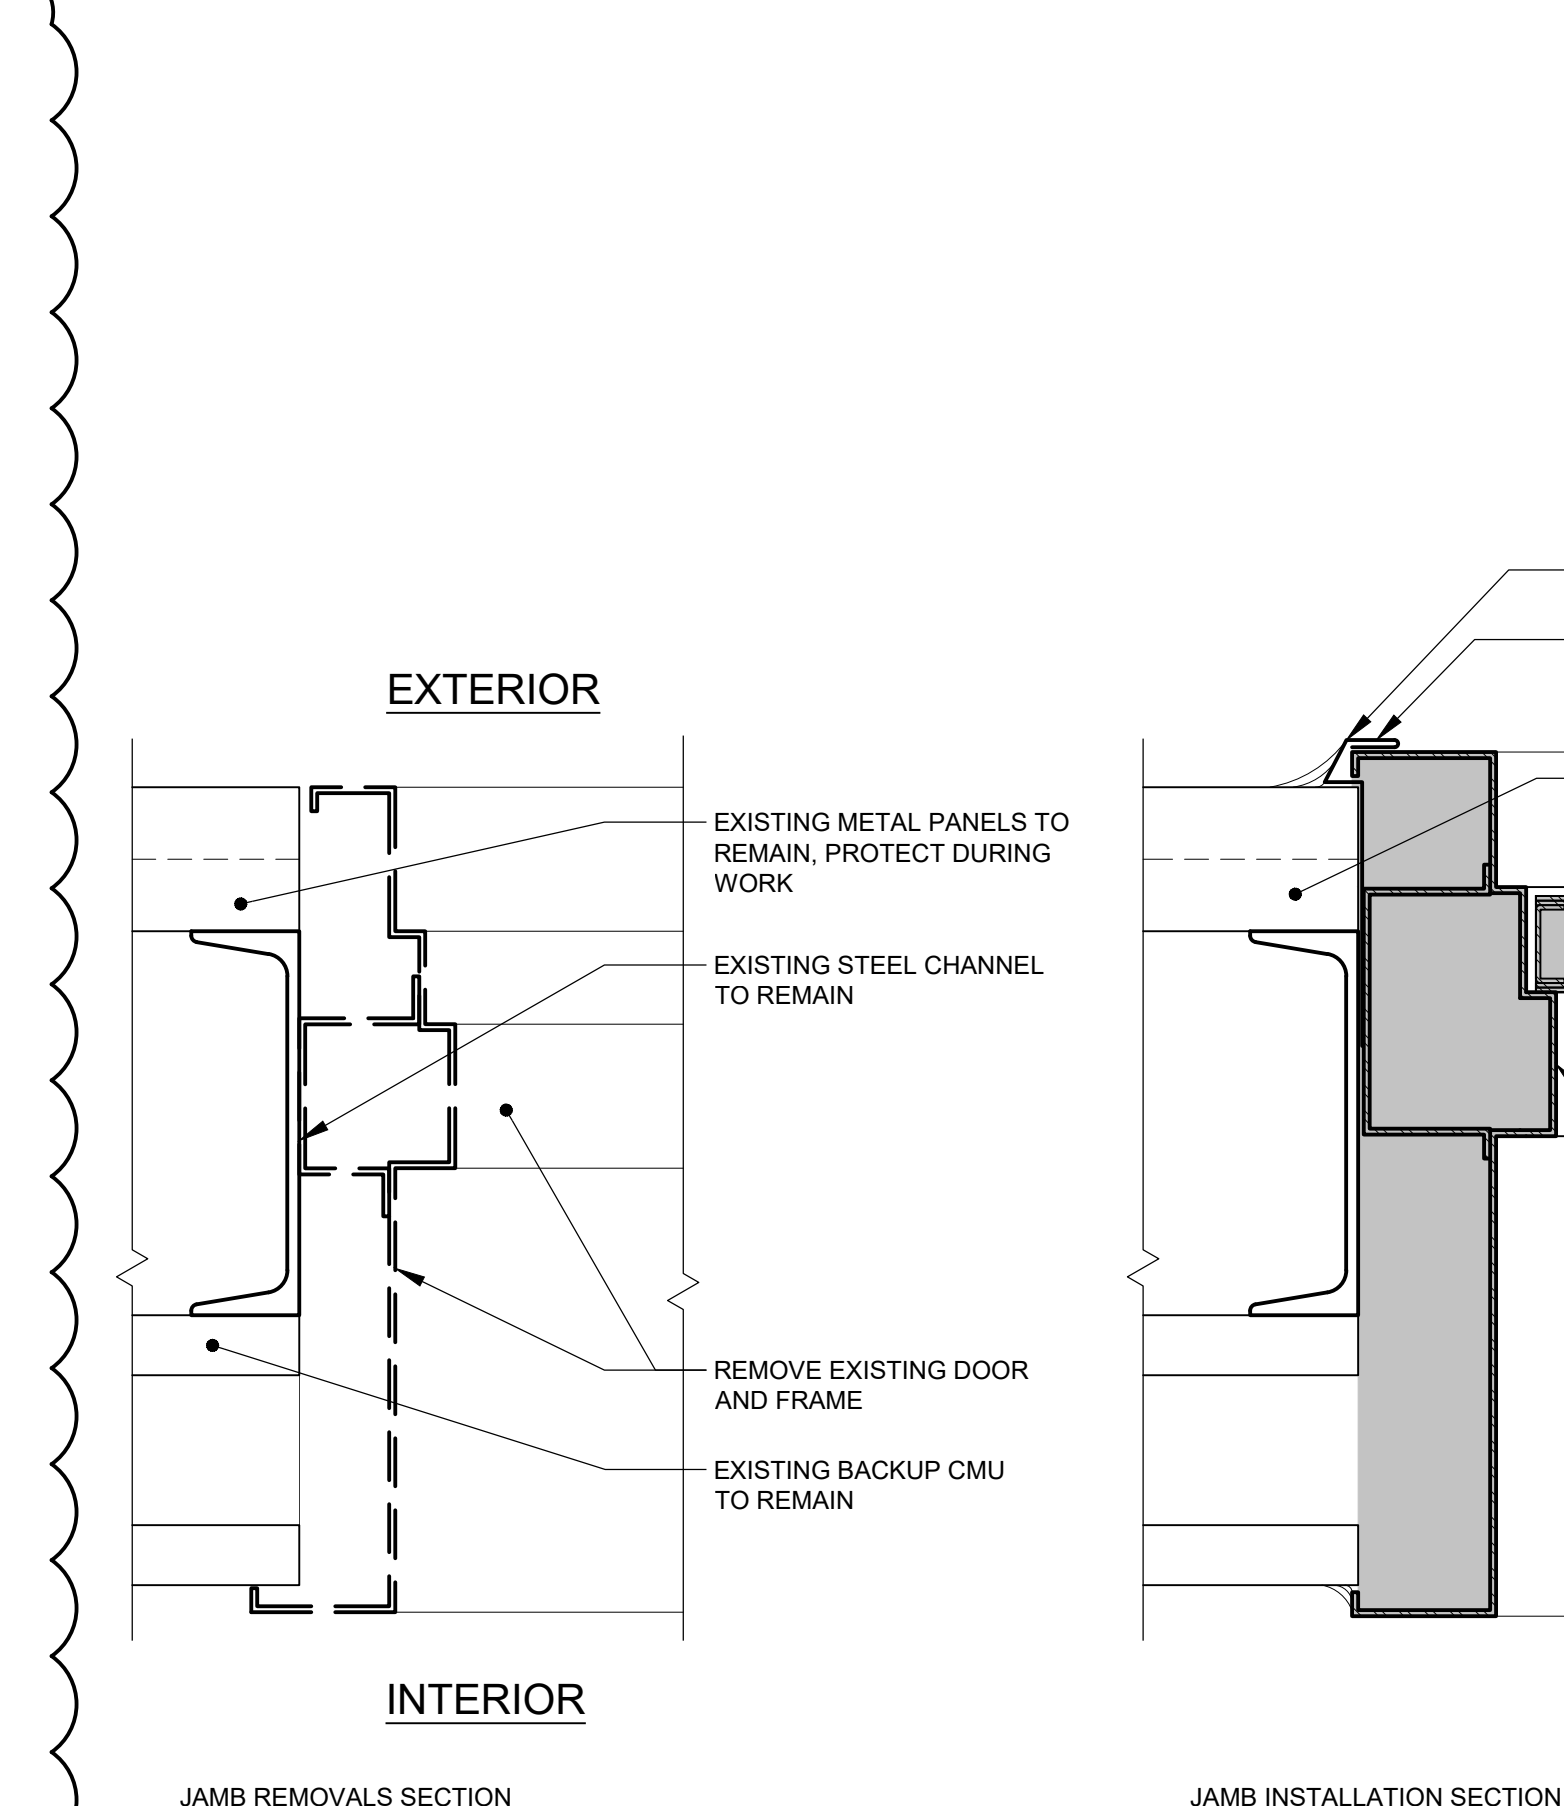 EXTERIOR
EXISTING METAL PANELS TO
REMAIN, PROTECT DURING
WORK
EXISTING STEEL CHANNEL
TO REMAIN
REMOVE EXISTING DOOR
AND FRAME
EXISTING BACKUP CMU
TO REMAIN
INTERIOR
JAMB REMOVALS SECTION
JAMB INSTALLATION SECTION